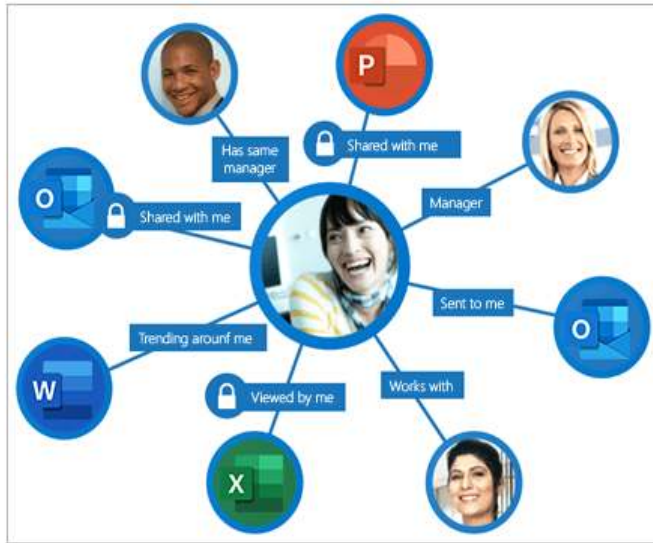 P
Shared with me
Has same
manager
Manager
O
Shared with me
Sent to me
O
Trending arounf me
W
Viewed by me
Works with
X